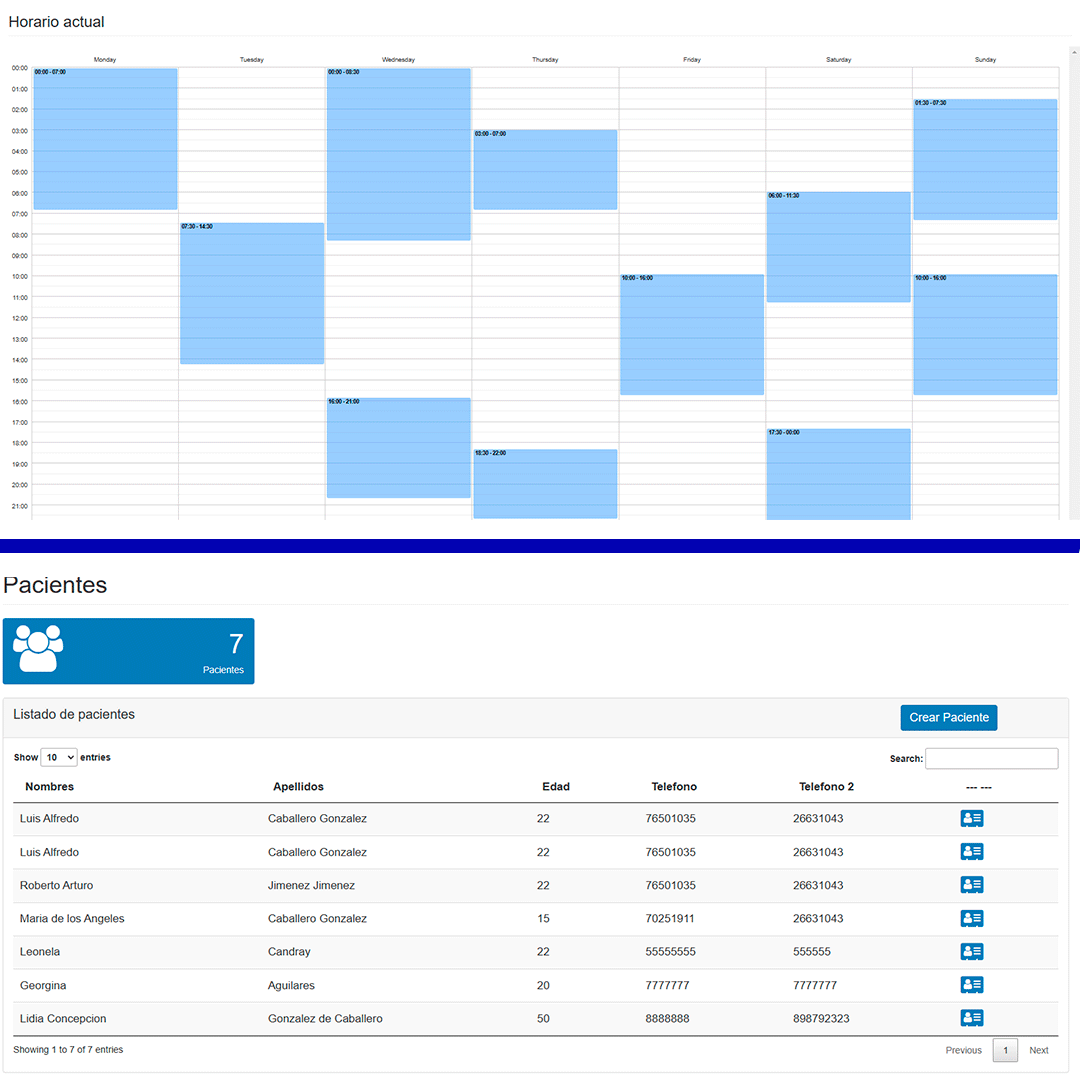 Horario actual
Monday Tuesday Wednesday Thursday Friday Saturday Sunday
00:00 00:00 - 07:00 00:00 - 08:30
01:00 01:30 - 07:30
02:00
03:00 03:00 - 07:00
04:00
05:00
06:00 06:00 - 11:30
07:00 07:30 - 14:30
08:00
09:00
10:00 10:00 - 16:00 10:00 - 16:00
11:00
12:00
13:00
14:00
15:00
16:00 16:00 - 21:00
17:00 17:30 - 00:00
18:00 18:30 - 22:00
19:00
20:00
21:00
Pacientes
7
Pacientes
Listado de pacientes Crear Paciente
Show 10 entries Search:
Nombres Apellidos Edad Telefono Telefono 2 --- ---
Luis Alfredo Caballero Gonzalez 22 76501035 26631043
Luis Alfredo Caballero Gonzalez 22 76501035 26631043
Roberto Arturo Jimenez Jimenez 22 76501035 26631043
Maria de los Angeles Caballero Gonzalez 15 70251911 26631043
Leonela Candray 22 55555555 555555
Georgina Aguilares 20 7777777 7777777
Lidia Concepcion Gonzalez de Caballero 50 8888888 898792323
Showing 1 to 7 of 7 entries Previous 1 Next